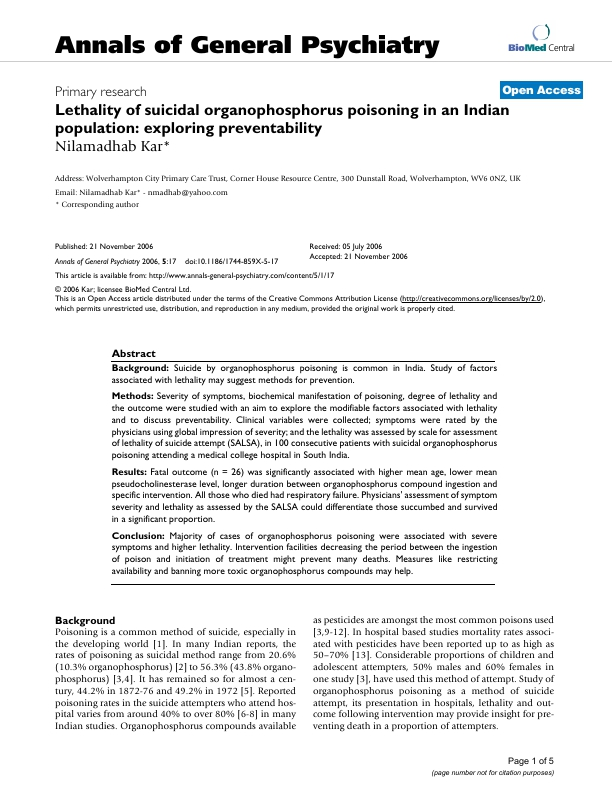 Annals of General Psychiatry
BioMed Central
Primary research
Open Access
Lethality of suicidal organophosphorus poisoning in an Indian
population: exploring preventability
Nilamadhab Kar*
Address: Wolverhampton City Primary Care Trust, Corner House Resource Centre, 300 Dunstall Road, Wolverhampton, WV6 0NZ, UK
Email: Nilamadhab Kar* - nmadhab@yahoo.com
* Corresponding author
Published: 21 November 2006
Annals of General Psychiatry 2006, 5:17 doi:10.1186/1744-859X-5-17
Received: 05 July 2006
Accepted: 21 November 2006
This article is available from: http://www.annals-general-psychiatry.com/content/5/1/17
© 2006 Kar; licensee BioMed Central Ltd.
This is an Open Access article distributed under the terms of the Creative Commons Attribution License (http://creativecommons.org/licenses/by/2.0),
which permits unrestricted use, distribution, and reproduction in any medium, provided the original work is properly cited.
Abstract
Background: Suicide by organophosphorus poisoning is common in India. Study of factors
associated with lethality may suggest methods for prevention.
Methods: Severity of symptoms, biochemical manifestation of poisoning, degree of lethality and
the outcome were studied with an aim to explore the modifiable factors associated with lethality
and to discuss preventability. Clinical variables were collected; symptoms were rated by the
physicians using global impression of severity; and the lethality was assessed by scale for assessment
of lethality of suicide attempt (SALSA), in 100 consecutive patients with suicidal organophosphorus
poisoning attending a medical college hospital in South India.
Results: Fatal outcome (n = 26) was significantly associated with higher mean age, lower mean
pseudocholinesterase level, longer duration between organophosphorus compound ingestion and
specific intervention. All those who died had respiratory failure. Physicians' assessment of symptom
severity and lethality as assessed by the SALSA could differentiate those succumbed and survived
in a significant proportion.
Conclusion: Majority of cases of organophosphorus poisoning were associated with severe
symptoms and higher lethality. Intervention facilities decreasing the period between the ingestion
of poison and initiation of treatment might prevent many deaths. Measures like restricting
availability and banning more toxic organophosphorus compounds may help.
Background
Poisoning is a common method of suicide, especially in
the developing world [1]. In many Indian reports, the
rates of poisoning as suicidal method range from 20.6%
(10.3% organophosphorus) [2] to 56.3% (43.8% organo-
phosphorus) [3,4]. It has remained so for almost a cen-
tury, 44.2% in 1872-76 and 49.2% in 1972 [5]. Reported
poisoning rates in the suicide attempters who attend hos-
pital varies from around 40% to over 80% [6-8] in many
Indian studies. Organophosphorus compounds available
as pesticides are amongst the most common poisons used
[3,9-12]. In hospital based studies mortality rates associ-
ated with pesticides have been reported up to as high as
50–70% [13]. Considerable proportions of children and
adolescent attempters, 50% males and 60% females in
one study [3], have used this method of attempt. Study of
organophosphorus poisoning as a method of suicide
attempt, its presentation in hospitals, lethality and out-
come following intervention may provide insight for pre-
venting death in a proportion of attempters.
Page 1 of 5
(page number not for citation purposes)